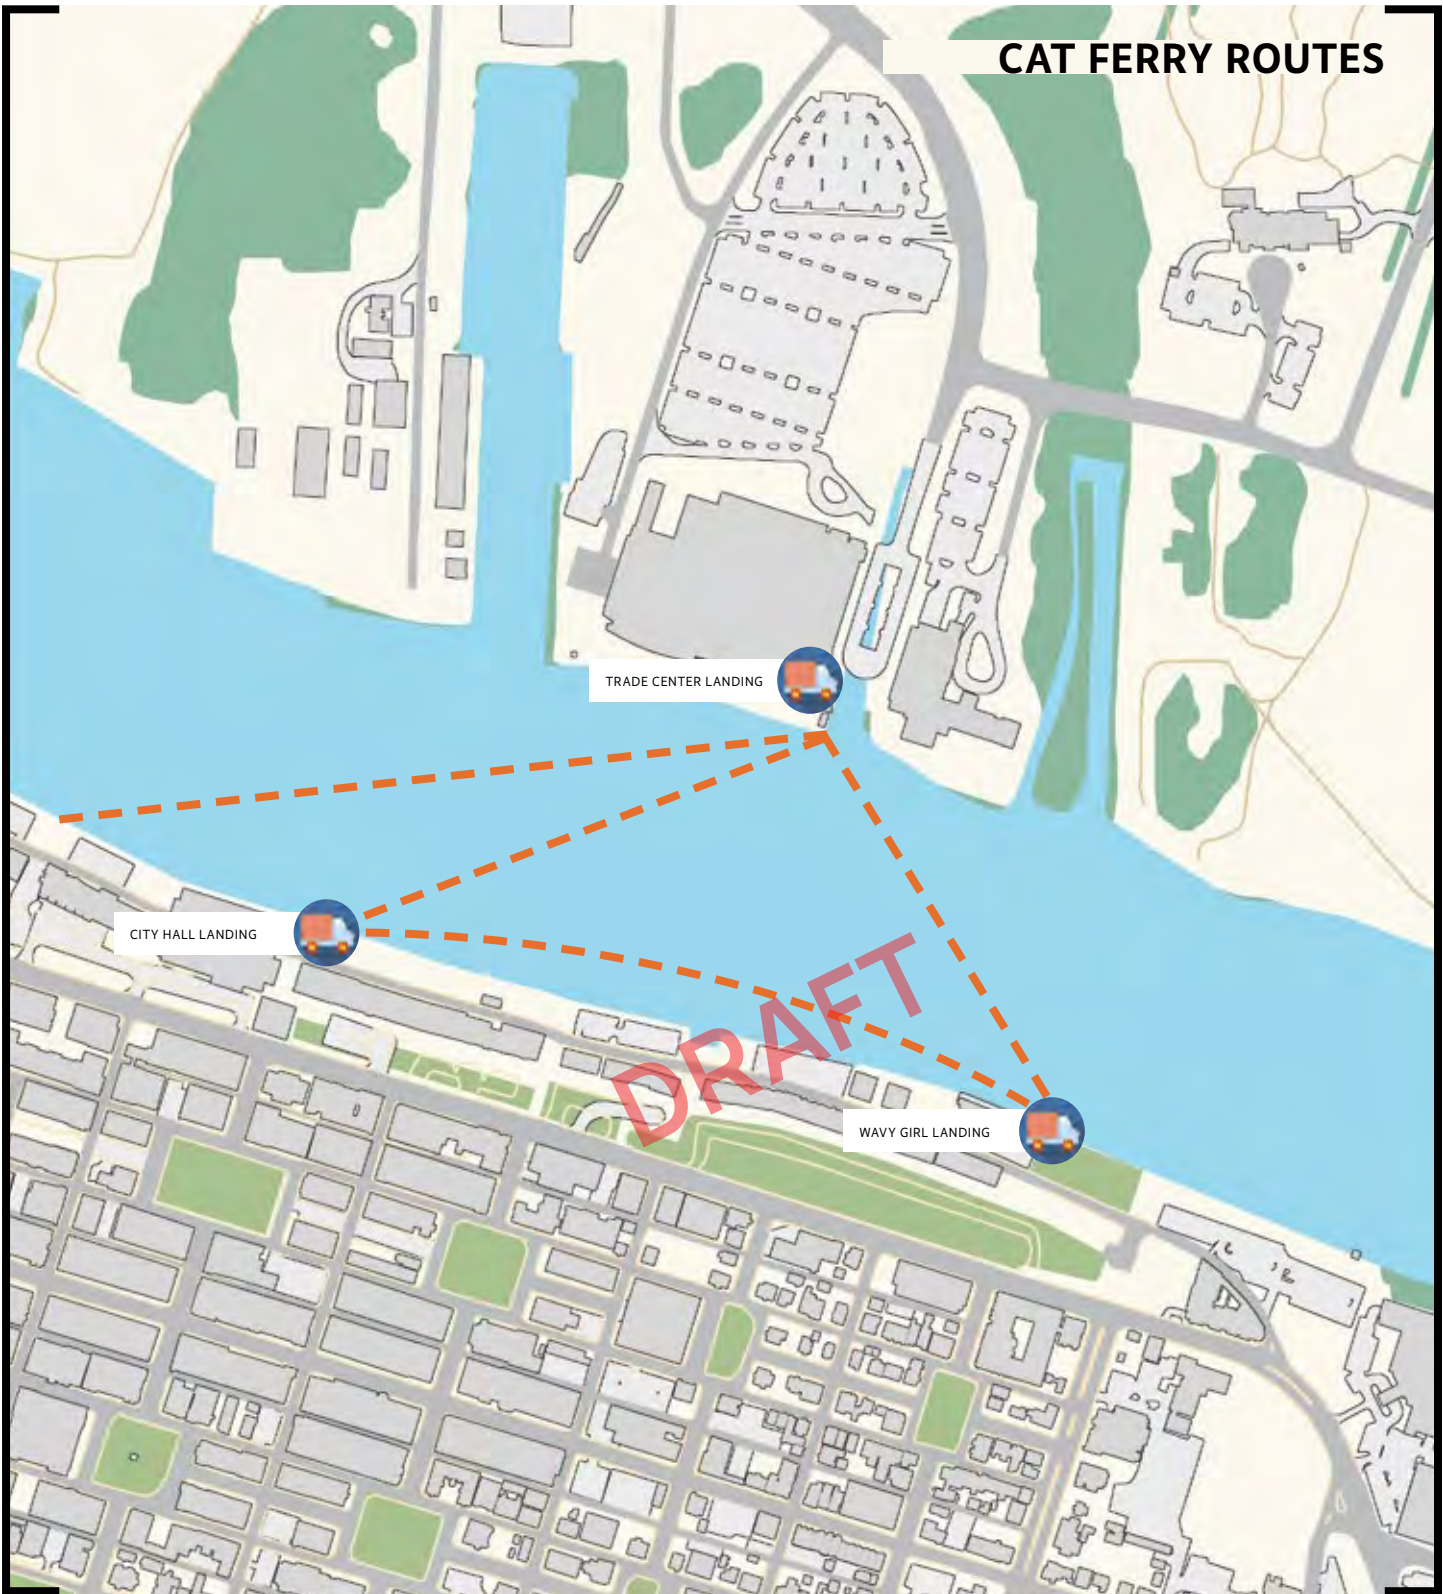 CAT FERRY ROUTES
TRADE CENTER LANDING
CITY HALL LANDING
DRAFT
WAVY GIRL LANDING